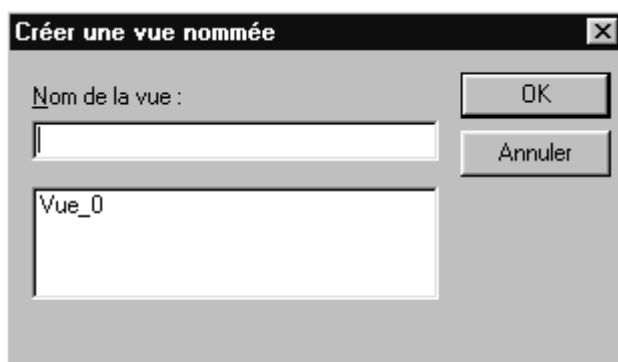 Créer une vue nommée
Nom de la vue :
OK
Annuler
Vue_0